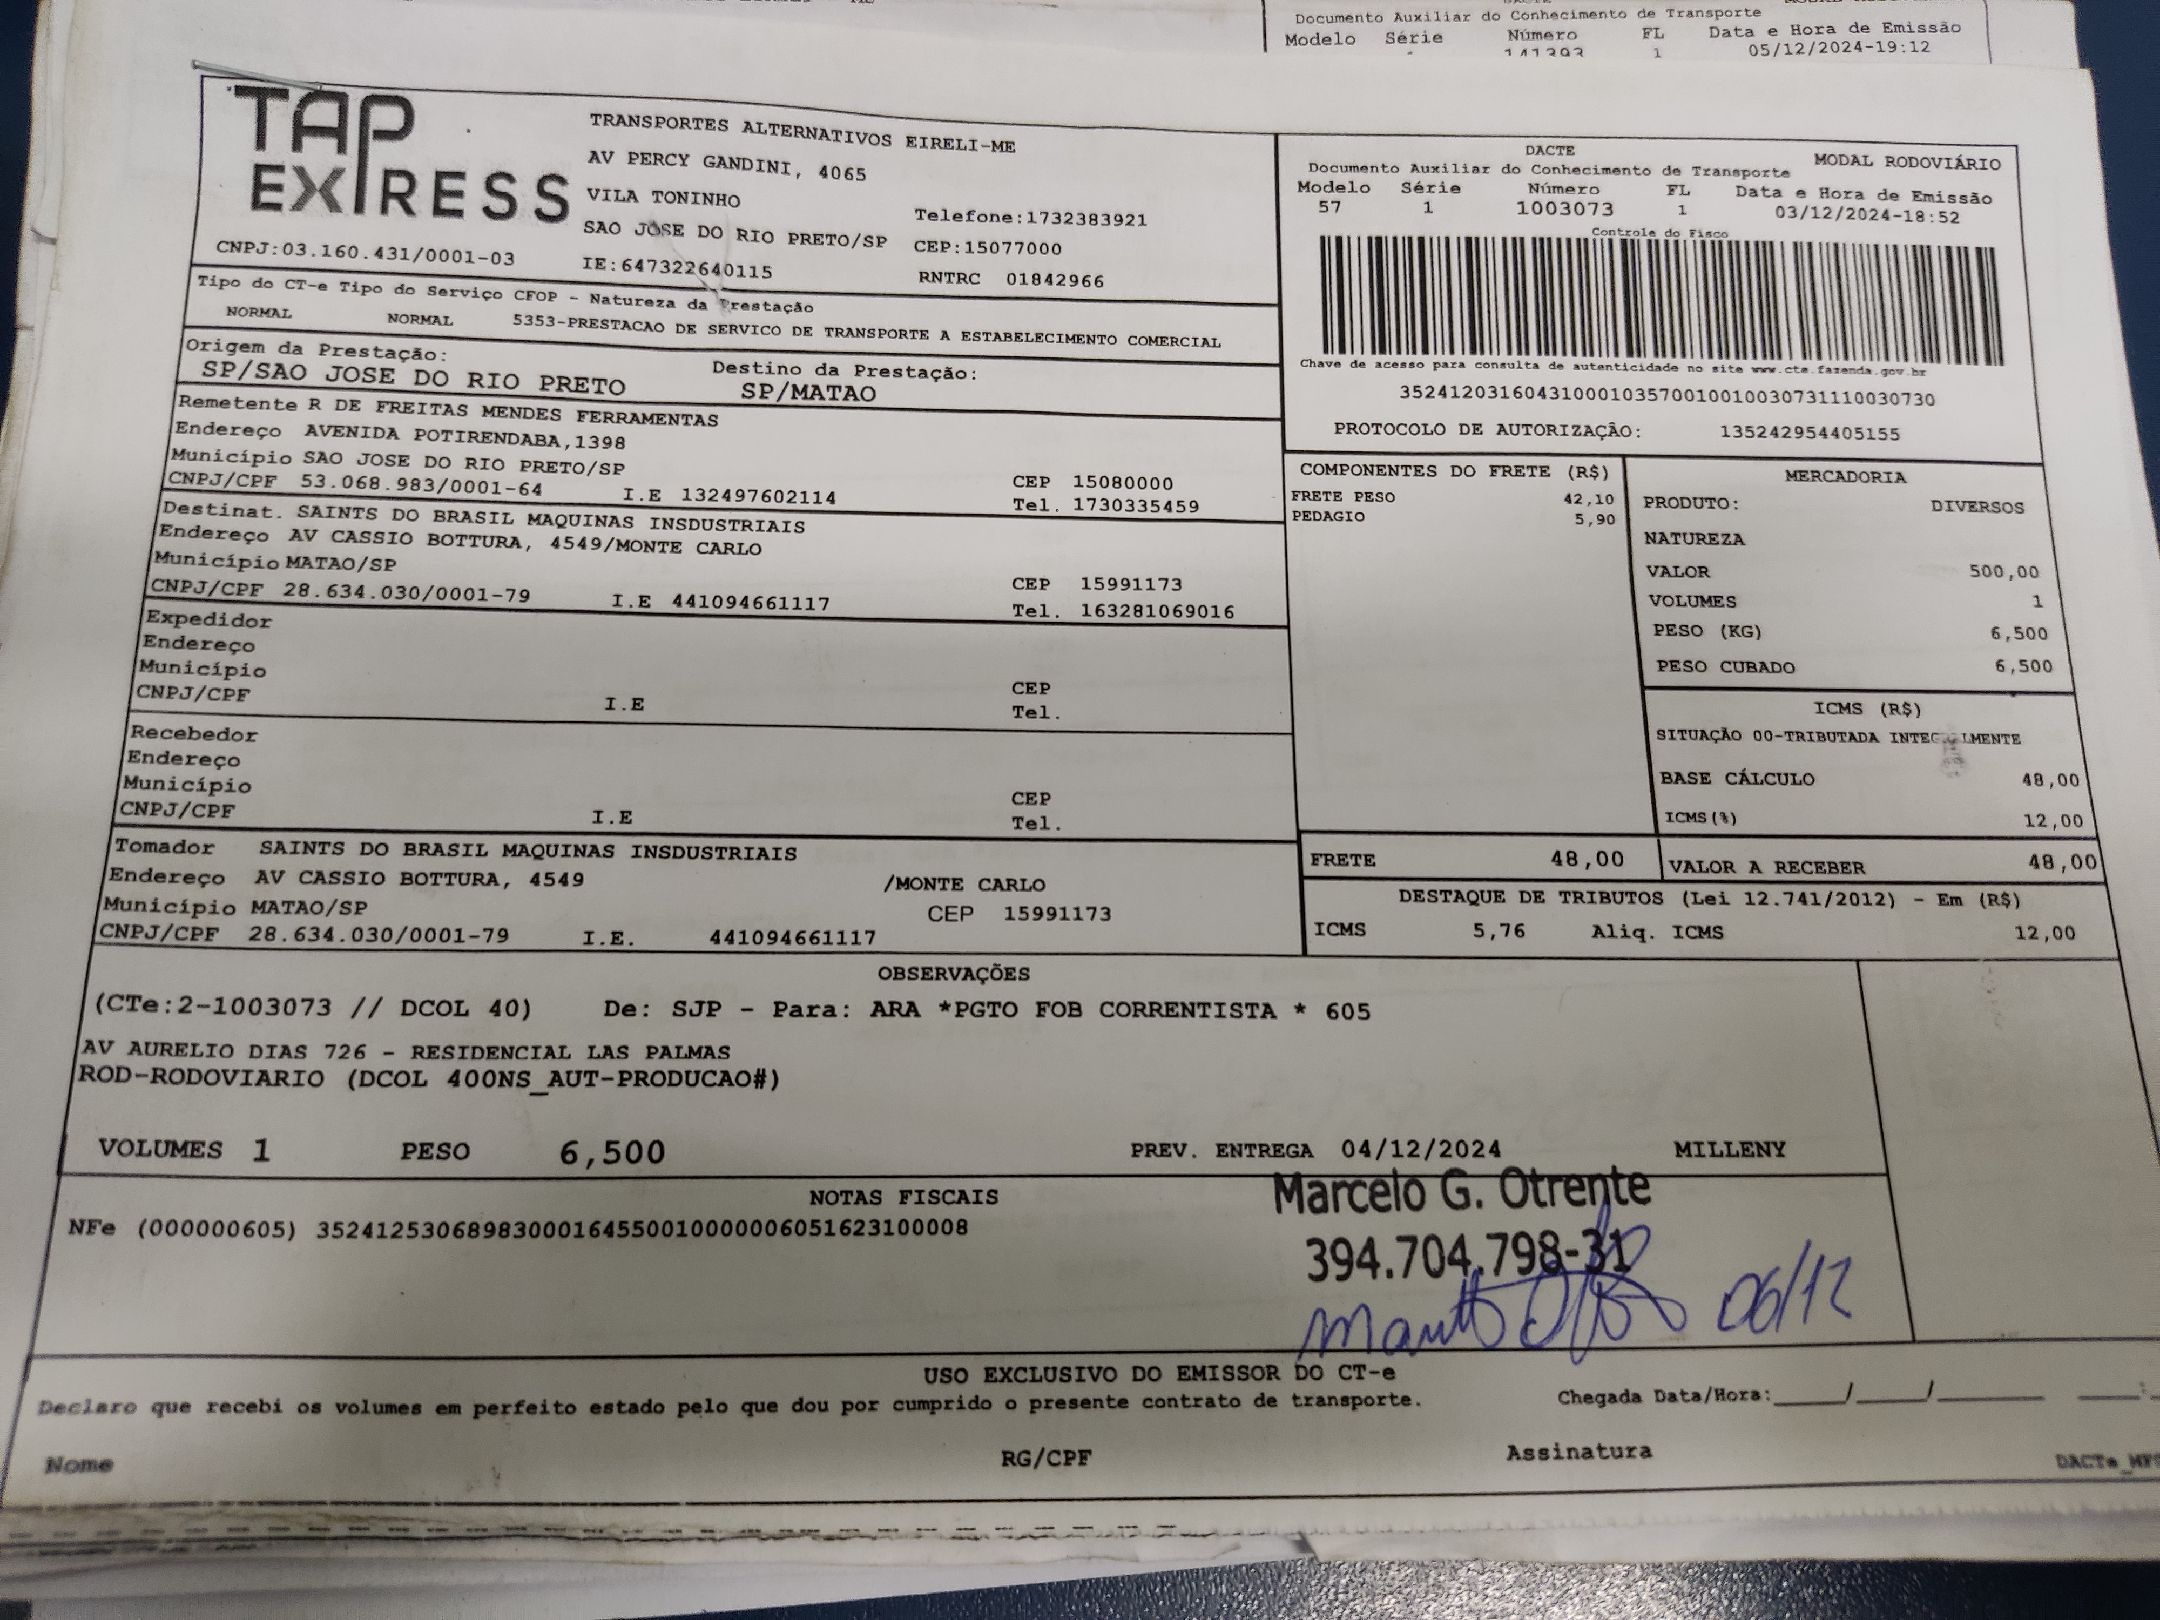 Documento Auxiliar do Conhecimento de Transporte
Modelo Série Número FL Data e Hora de Emissão
1 05/12/2024-19:12
TAP EXPRESS
CNPJ:03.160.431/0001-03
TRANSPORTES ALTERNATIVOS EIRELI-ME
AV PERCY GANDINI, 4065
VILA TONINHO
Telefone:1732383921
SAO JOSE DO RIO PRETO/SP CEP:15077000
IE:647322640115 RNTRC 01842966
DACTE MODAL RODOVIÁRIO
Documento Auxiliar do Conhecimento de Transporte
Modelo Série Número FL Data e Hora de Emissão
57 1 1003073 1 03/12/2024-18:52
Controle do Fisco
Chave de acesso para consulta de autenticidade no site www.cte.fazenda.gov.br
35241203160431000103570010010030731110030730
PROTOCOLO DE AUTORIZAÇÃO: 135242954405155
Tipo do CT-e Tipo do Serviço CFOP - Natureza da Prestação
NORMAL NORMAL 5353-PRESTACAO DE SERVICO DE TRANSPORTE A ESTABELECIMENTO COMERCIAL
Origem da Prestação: Destino da Prestação:
SP/SAO JOSE DO RIO PRETO SP/MATAO
Remetente R DE FREITAS MENDES FERRAMENTAS
Endereço AVENIDA POTIRENDABA,1398
Município SAO JOSE DO RIO PRETO/SP CEP 15080000
CNPJ/CPF 53.068.983/0001-64 I.E 132497602114 Tel. 1730335459
Destinat. SAINTS DO BRASIL MAQUINAS INSDUSTRIAIS
Endereço AV CASSIO BOTTURA, 4549/MONTE CARLO
Município MATAO/SP CEP 15991173
CNPJ/CPF 28.634.030/0001-79 I.E 441094661117 Tel. 163281069016
Expedidor
Endereço
Município CEP
CNPJ/CPF I.E Tel.
Recebedor
Endereço
Município CEP
CNPJ/CPF I.E Tel.
Tomador SAINTS DO BRASIL MAQUINAS INSDUSTRIAIS
Endereço AV CASSIO BOTTURA, 4549 /MONTE CARLO
Município MATAO/SP CEP 15991173
CNPJ/CPF 28.634.030/0001-79 I.E. 441094661117
COMPONENTES DO FRETE (R$)
FRETE PESO 42,10
PEDAGIO 5,90
MERCADORIA
PRODUTO: DIVERSOS
NATUREZA
VALOR 500,00
VOLUMES 1
PESO (KG) 6,500
PESO CUBADO 6,500
ICMS (R$)
SITUAÇÃO 00-TRIBUTADA INTEGRALMENTE
BASE CÁLCULO 48,00
ICMS(%) 12,00
FRETE 48,00 VALOR A RECEBER 48,00
DESTAQUE DE TRIBUTOS (Lei 12.741/2012) - Em (R$)
ICMS 5,76 Aliq. ICMS 12,00
OBSERVAÇÕES
(CTe:2-1003073 // DCOL 40) De: SJP - Para: ARA *PGTO FOB CORRENTISTA * 605
AV AURELIO DIAS 726 - RESIDENCIAL LAS PALMAS
ROD-RODOVIARIO (DCOL 400NS_AUT-PRODUCAO#)
VOLUMES 1 PESO 6,500 PREV. ENTREGA 04/12/2024 MILLENY
NOTAS FISCAIS
NFe (000000605) 35241253068983000164550010000006051623100008
Marcelo G. Otrente
394.704.798-31
06/12
USO EXCLUSIVO DO EMISSOR DO CT-e
Declaro que recebi os volumes em perfeito estado pelo que dou por cumprido o presente contrato de transporte. Chegada Data/Hora:____/____/______ ___:
Nome RG/CPF Assinatura